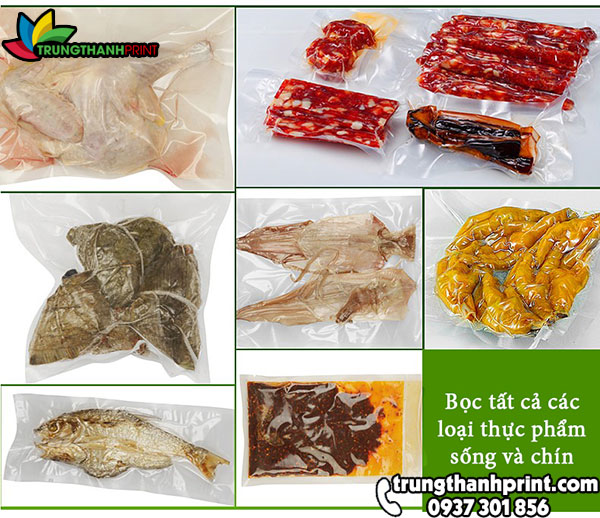 TRUNGTHANHPRINT
Bọc tất cả các
loại thực phẩm
sống và chín
trungthanhprint.com
0937 301 856